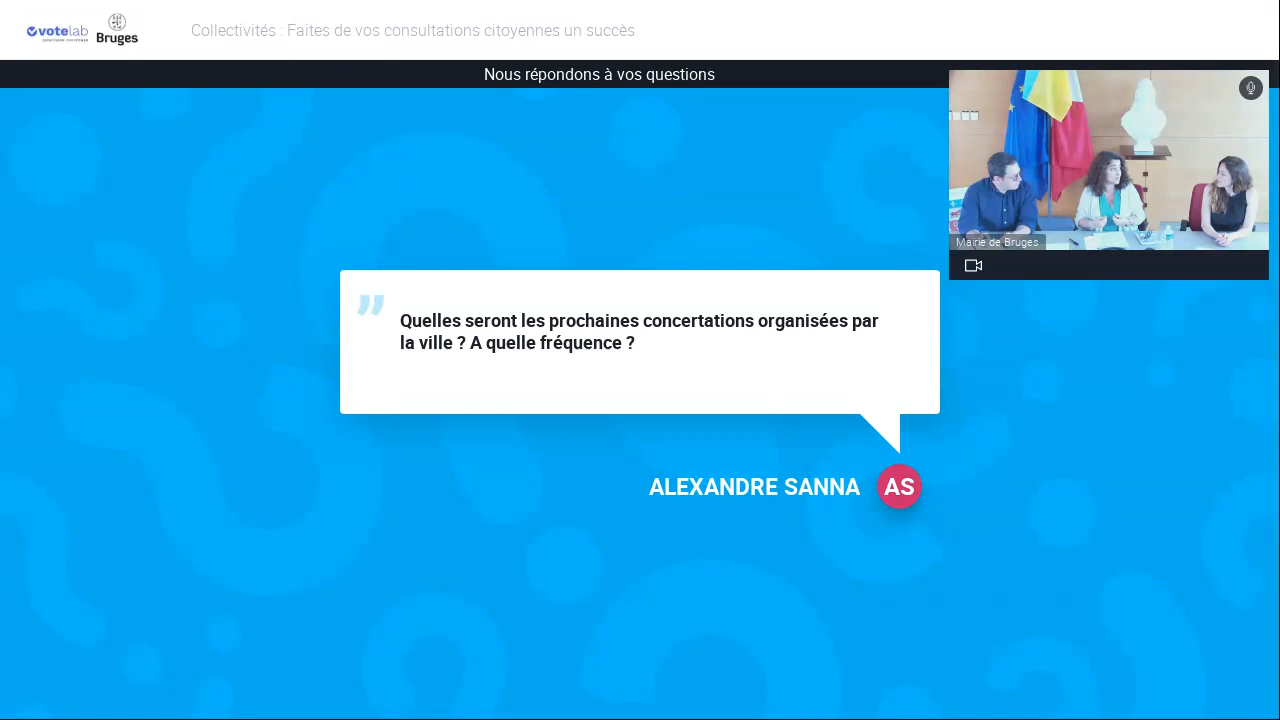 votelab
Bruges
Collectivités : Faites de vos consultations citoyennes un succès
Nous répondons à vos questions
Mairie de Bruges
Quelles seront les prochaines concertations organisées par
la ville ? A quelle fréquence ?
ALEXANDRE SANNA
AS